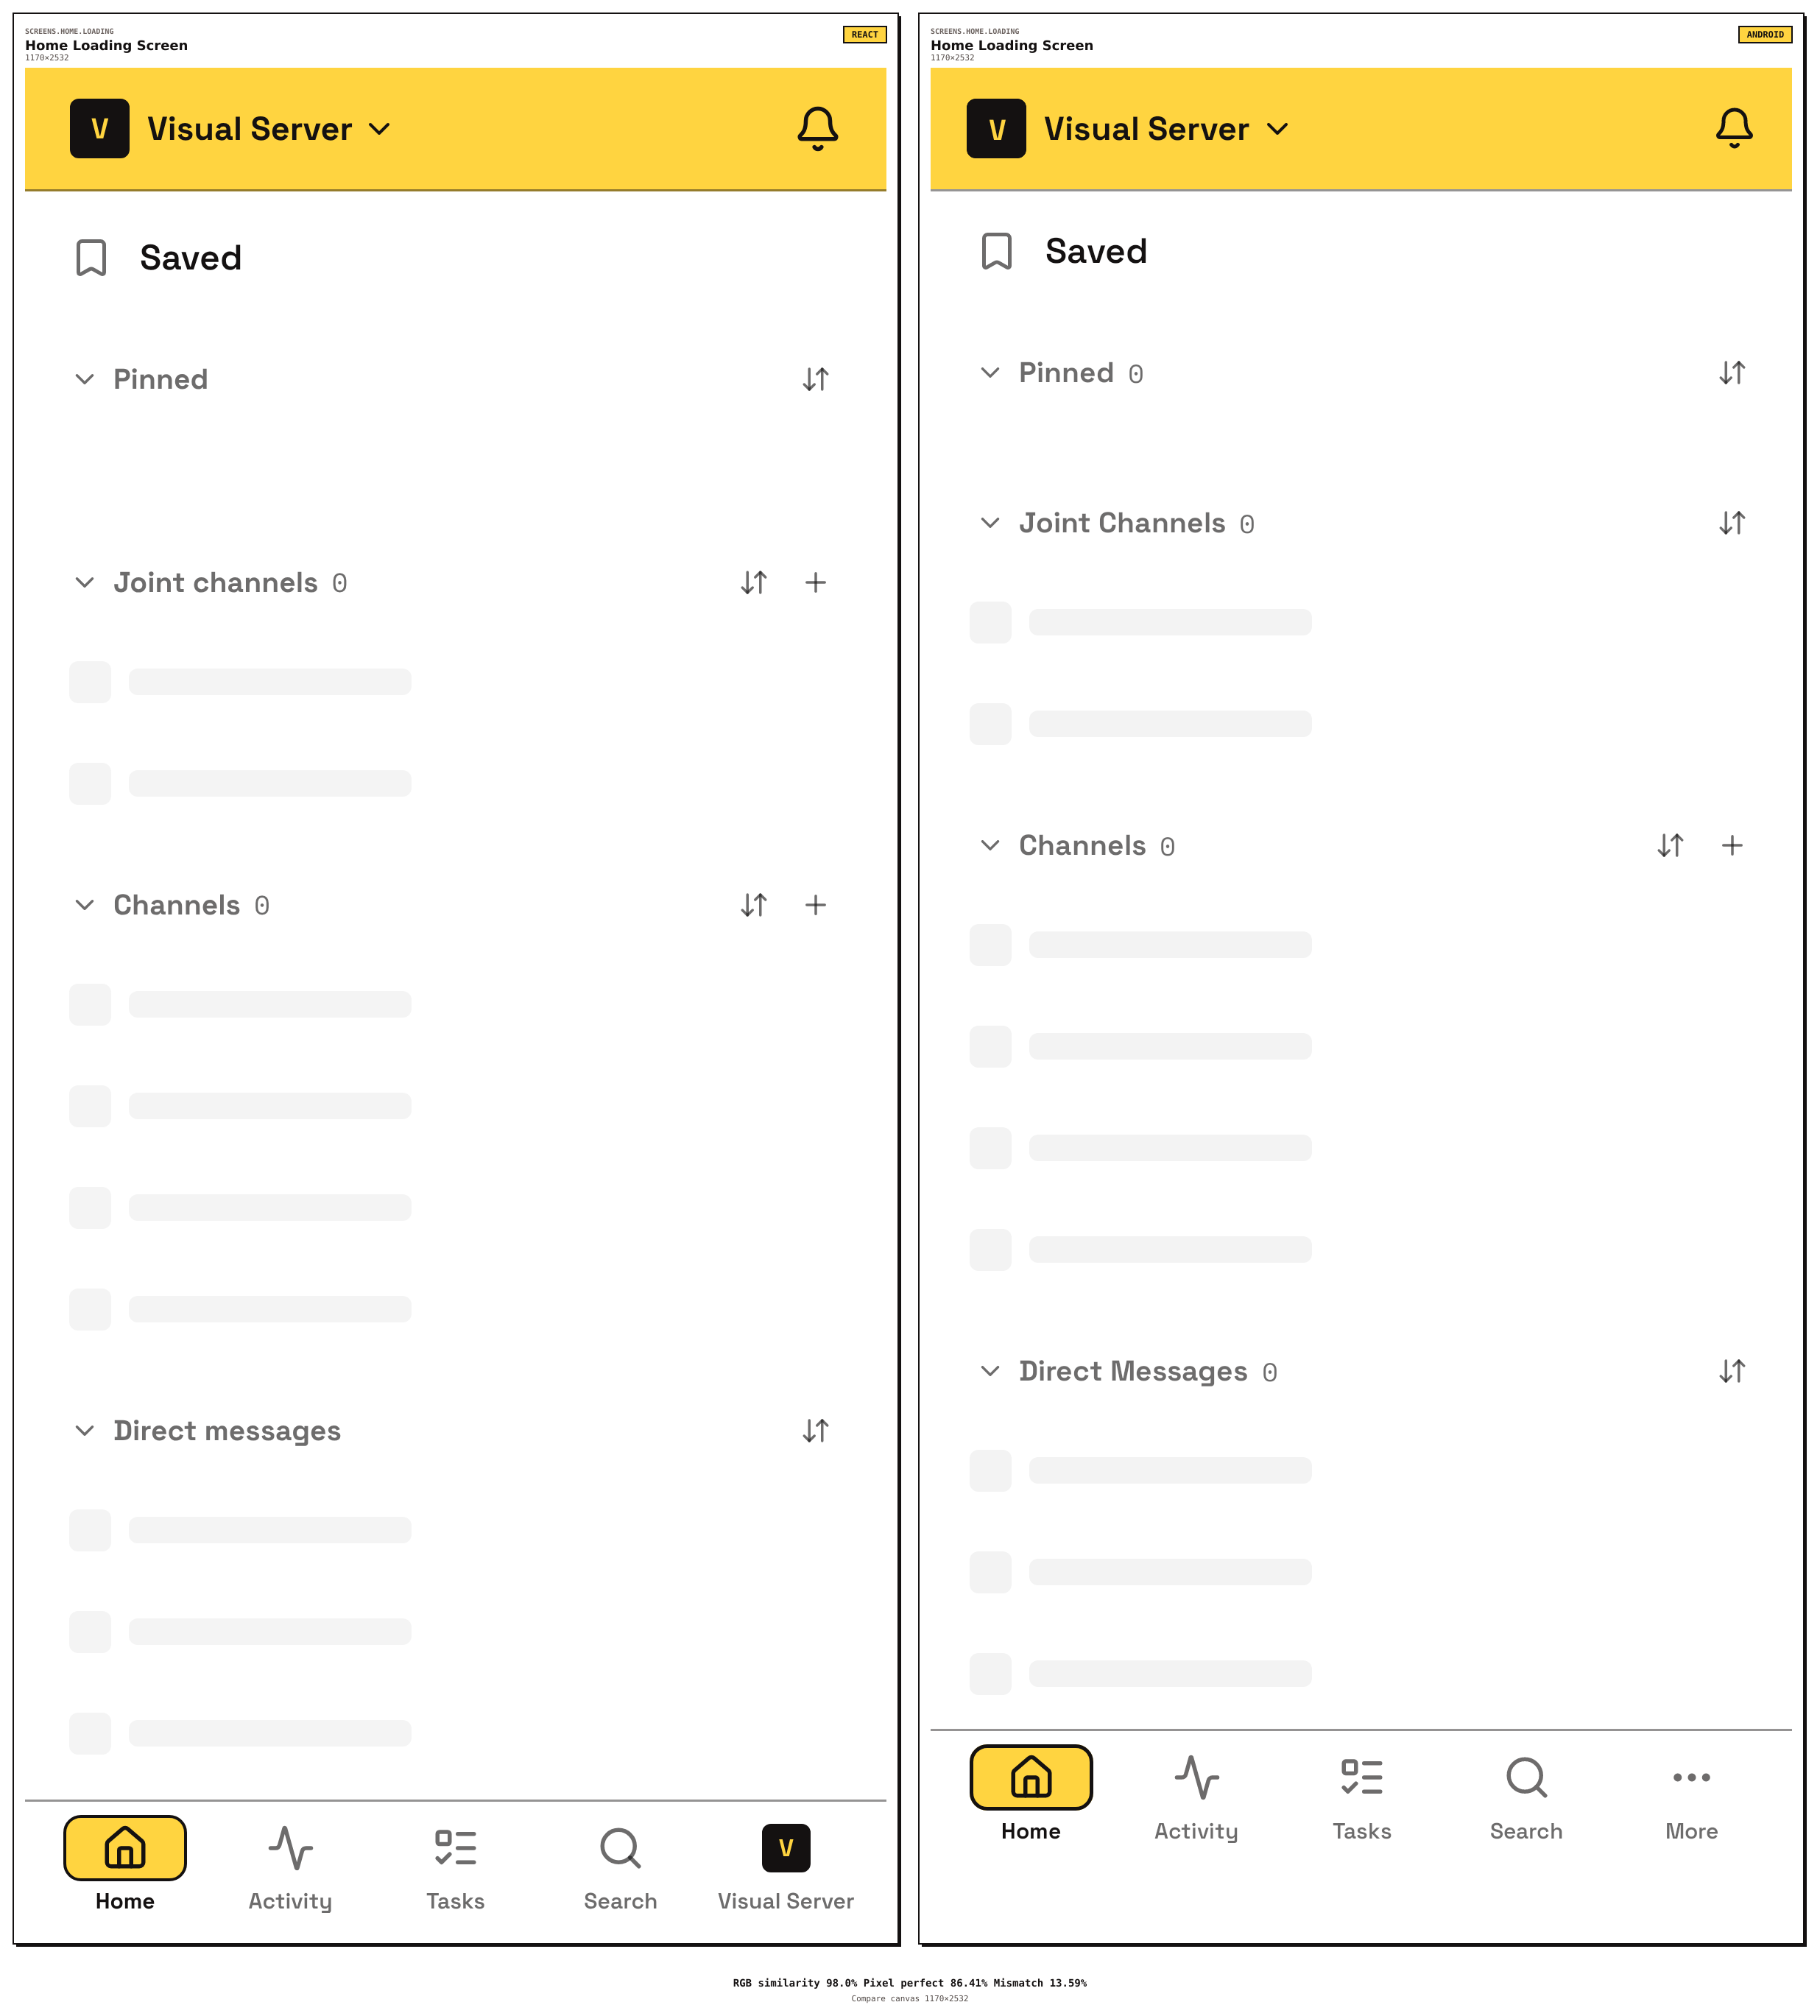 SCREENS.HOME.LOADING
Home Loading Screen
1170×2532
REACT
V Visual Server
Saved
Pinned
Joint channels 0
Channels 0
Direct messages
V
Home Activity Tasks Search Visual Server
SCREENS.HOME.LOADING
Home Loading Screen
1170×2532
ANDROID
V Visual Server
Saved
Pinned 0
Joint Channels 0
Channels 0
Direct Messages 0
Home Activity Tasks Search More
RGB similarity 98.0% Pixel perfect 86.41% Mismatch 13.59%
Compare canvas 1170×2532